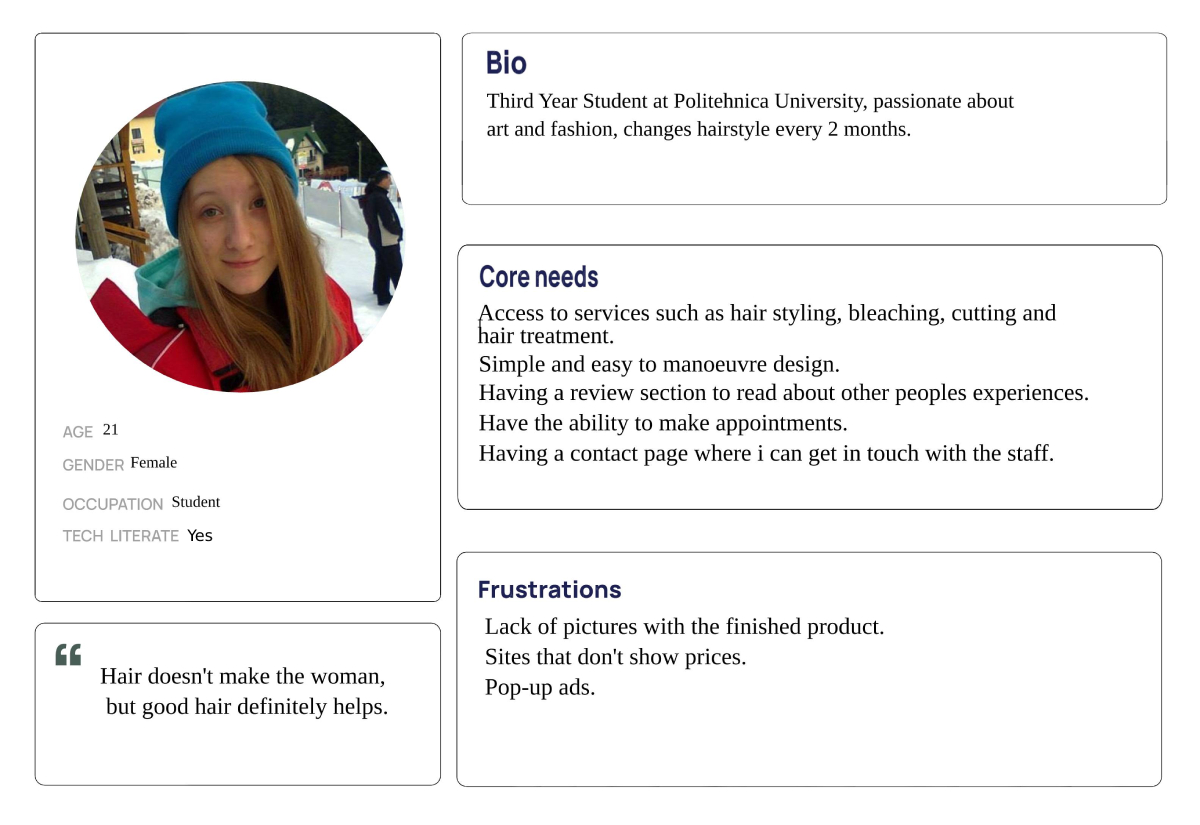 Bio
Third Year Student at Politehnica University, passionate about
art and fashion, changes hairstyle every 2 months.
Core needs
Access to services such as hair styling, bleaching, cutting and
hair treatment.
Simple and easy to manoeuvre design.
Having a review section to read about other peoples experiences.
Have the ability to make appointments.
Having a contact page where i can get in touch with the staff.
AGE 21
GENDER Female
OCCUPATION Student
TECH LITERATE Yes
Frustrations
Lack of pictures with the finished product.
Sites that don't show prices.
Pop-up ads.
“
Hair doesn't make the woman,
but good hair definitely helps.